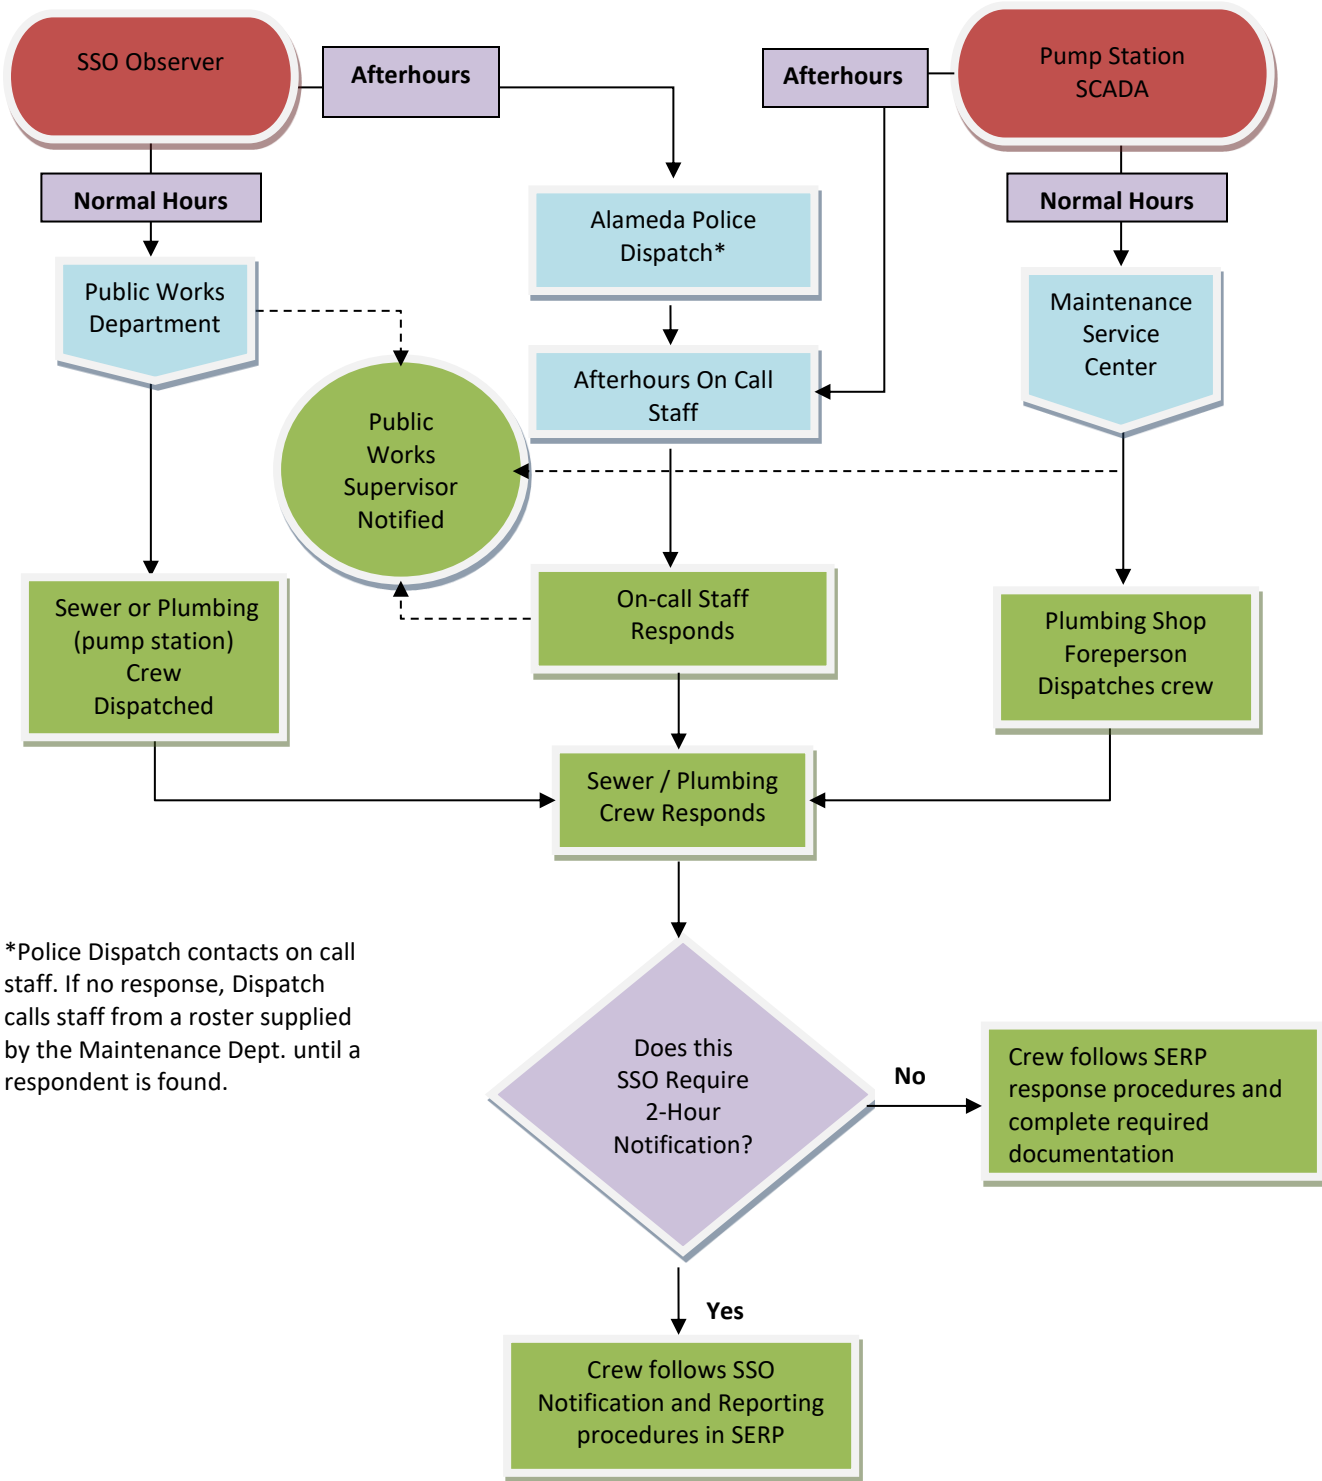 SSO Observer
Afterhours
Afterhours
Pump Station
SCADA
Normal Hours
Normal Hours
Alameda Police
Dispatch*
Public Works
Department
Maintenance
Service
Center
Afterhours On Call
Staff
Public
Works
Supervisor
Notified
Sewer or Plumbing
(pump station)
Crew
Dispatched
On-call Staff
Responds
Plumbing Shop
Foreperson
Dispatches crew
Sewer / Plumbing
Crew Responds
*Police Dispatch contacts on call
staff. If no response, Dispatch
calls staff from a roster supplied
by the Maintenance Dept. until a
respondent is found.
Does this
SSO Require
2-Hour
Notification?
No
Crew follows SERP
response procedures and
complete required
documentation
Yes
Crew follows SSO
Notification and Reporting
procedures in SERP